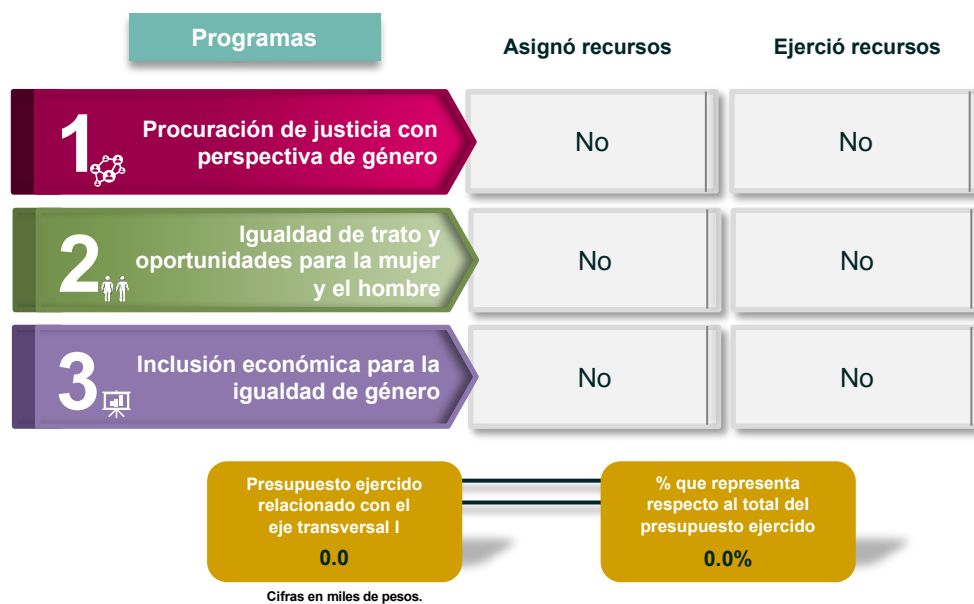 Programas
Asignó recursos
Ejerció recursos
1
Procuración de justicia con
perspectiva de género
No
No
2
Igualdad de trato y
oportunidades para la mujer
y el hombre
No
No
3
Inclusión económica para la
igualdad de género
No
No
Presupuesto ejercido
relacionado con el
eje transversal I
0.0
% que representa
respecto al total del
presupuesto ejercido
0.0%
Cifras en miles de pesos.